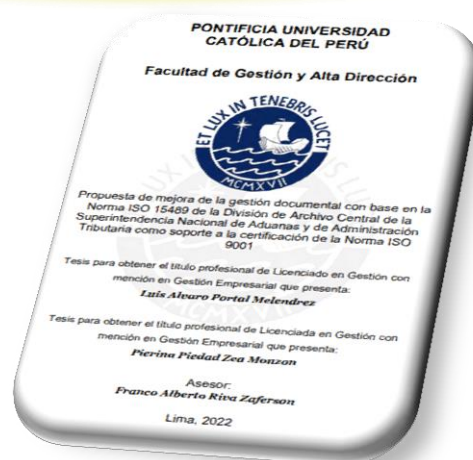 PONTIFICIA UNIVERSIDAD
CATÓLICA DEL PERÚ
Facultad de Gestión y Alta Dirección
ET LUX IN TENEBRIS LUCET
MCMXVII
Propuesta de mejora de la gestión documental con base en la
Norma ISO 15489 de la División de Archivo Central de la
Superintendencia Nacional de Aduanas y de Administración
Tributaria como soporte a la certificación de la Norma ISO
9001
Tesis para obtener el título profesional de Licenciado en Gestión con
mención en Gestión Empresarial que presenta:
Luis Alvaro Portal Melendrez
Tesis para obtener el título profesional de Licenciada en Gestión con
mención en Gestión Empresarial que presenta:
Pierina Piedad Zea Monzon
Asesor:
Franco Alberto Riva Zaferson
Lima, 2022